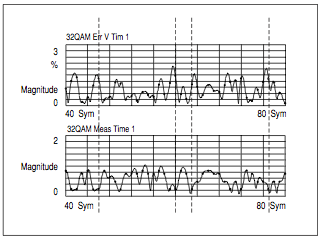 32QAM Err V Tim 1
3
%
Magnitude
0
40 Sym 80 Sym
32QAM Meas Time 1
2
Magnitude
0
40 Sym 80 Sym